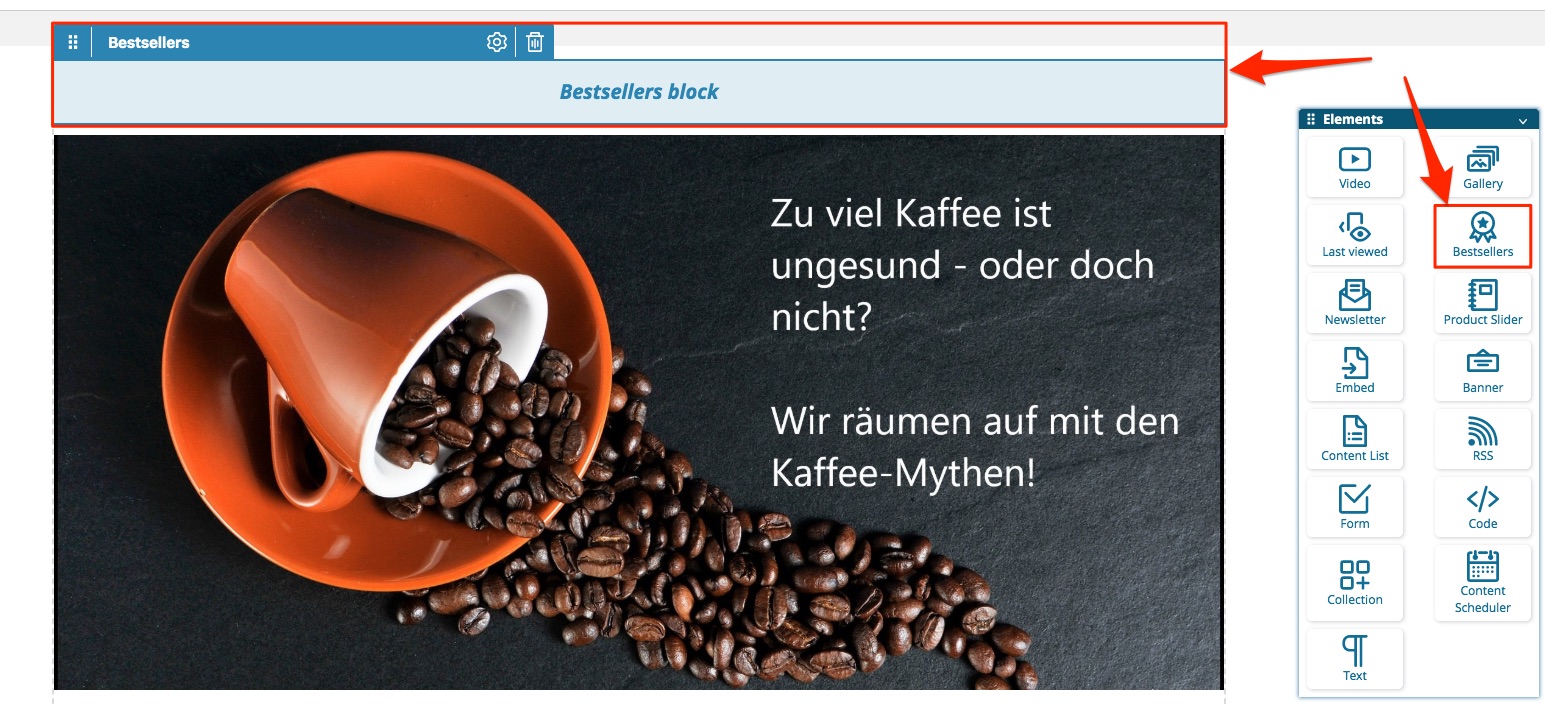 Bestsellers
Bestsellers block
Zu viel Kaffee ist
ungesund - oder doch
nicht?
Wir räumen auf mit den
Kaffee-Mythen!
Elements
Video
Gallery
Last viewed
Bestsellers
Newsletter
Product Slider
Embed
Banner
Content List
RSS
Form
Code
Collection
Content
Scheduler
Text